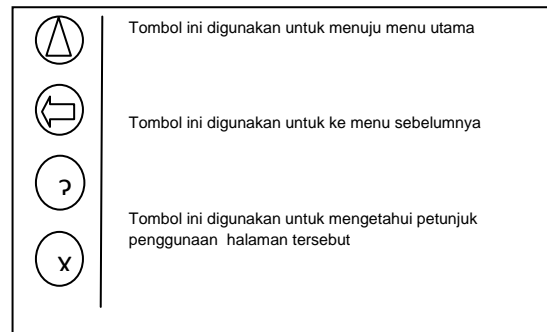 Tombol ini digunakan untuk menuju menu utama
Tombol ini digunakan untuk ke menu sebelumnya
?
Tombol ini digunakan untuk mengetahui petunjuk
penggunaan halaman tersebut
x